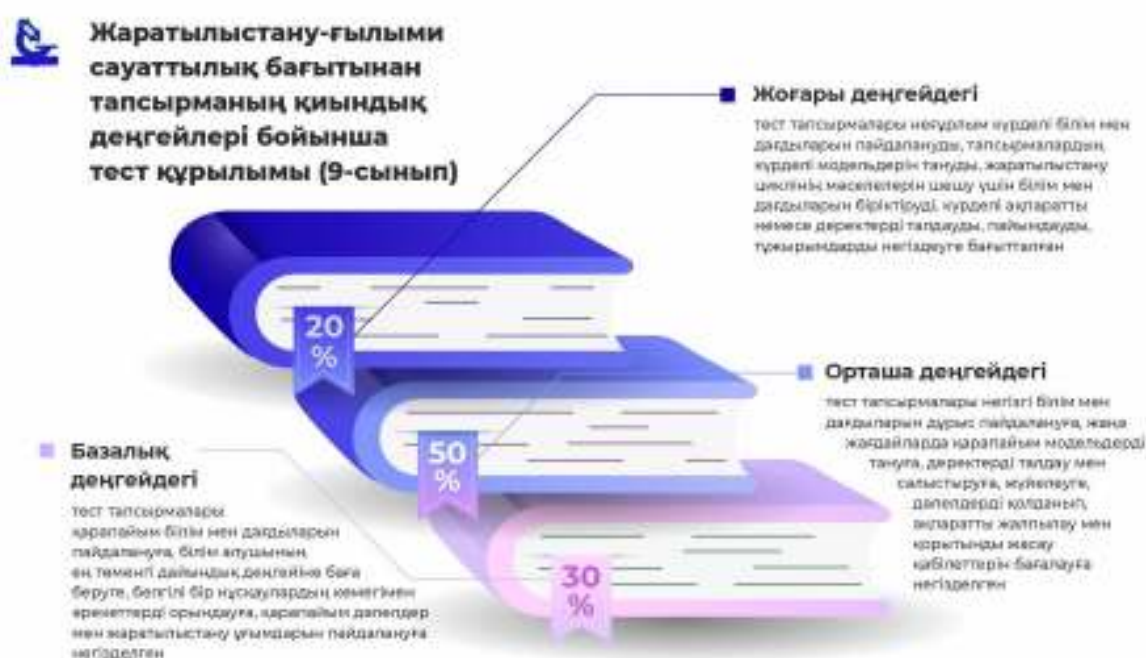 Жаратылыстану-ғылыми
сауаттылық бағытынан
тапсырманың қиындық
деңгейлері бойынша
тест құрылымы (9-сынып)
Жоғары деңгейдегі
тест тапсырмалары неғұрлым күрделі білім мен
дағдыларын пайдалануды, тапсырмалардың
күрделі модельдерін тануды, жаратылыстану
циклінің мәселелерін шешу үшін білім мен
дағдыларын біріктіруді, күрделі ақпаратты
немесе деректерді талдауды, пайымдауды,
тұжырымдарды негіздеуге бағытталған
20
%
Орташа деңгейдегі
тест тапсырмалары негізгі білім мен
дағдыларын дұрыс пайдалануға, жаңа
жағдайларда қарапайым модельдерді
тануға, деректерді талдау мен
салыстыруға, жүйелеуге,
дәлелдерді қолданып,
ақпаратты жалпылау мен
қорытынды жасау
қабілеттерін бағалауға
негізделген
50
%
Базалық
деңгейдегі
тест тапсырмалары
қарапайым білім мен дағдыларын
пайдалануға, білім алушының
ең төменгі дайындық деңгейіне баға
беруге, белгілі бір нұсқаулардың көмегімен
әрекеттерді орындауға, қарапайым дәлелдер
мен жаратылыстану ұғымдарын пайдалануға
негізделген
30
%